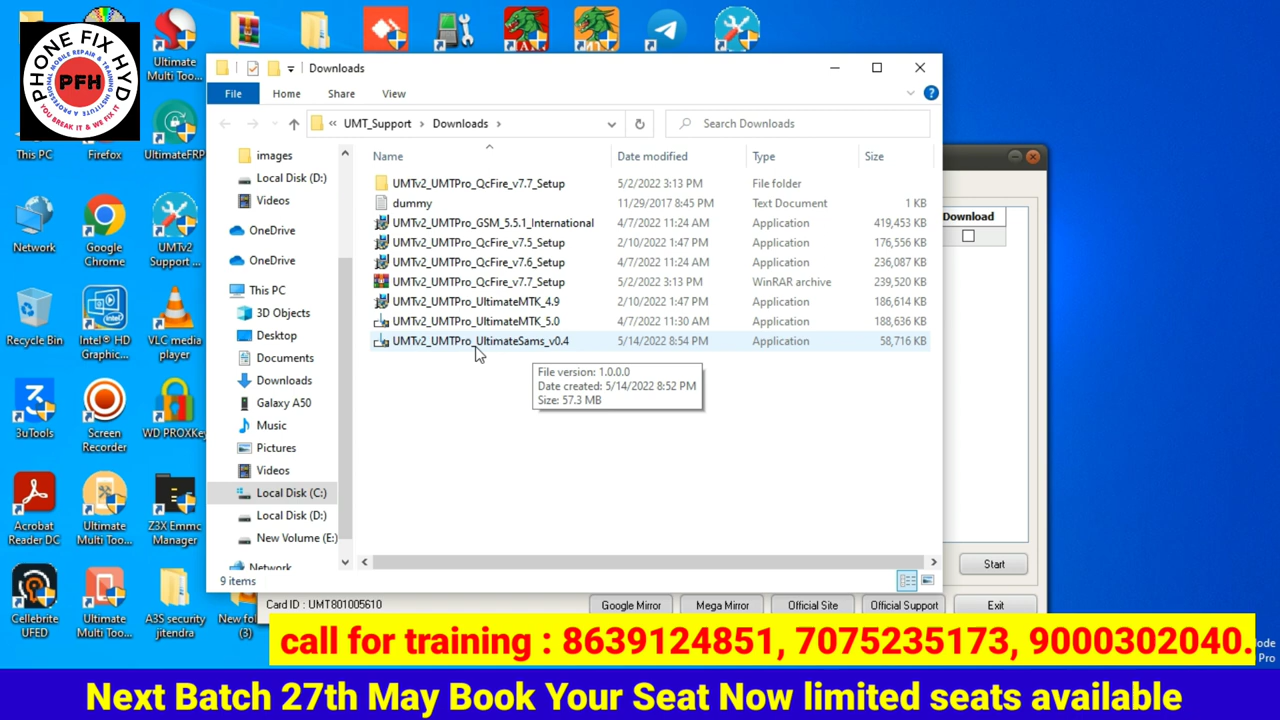 PHONE FIX HYD
A PROFESSIONAL MOBILE REPAIR & TRAINING INSTITUTE
PFH
YOU BREAK IT & WE FIX IT
Ultimate
Multi Too...
This PC
Firefox
UltimateFRP
Network
Google
Chrome
UMTv2
Support ...
Recycle Bin
Intel® HD
Graphic...
VLC media
player
3uTools
Screen
Recorder
WD PROXKey
Acrobat
Reader DC
Ultimate
Multi Too...
Z3X Emmc
Manager
Cellebrite
UFED
Ultimate
Multi Too...
A3S security
jitendra
New fol
(3)
Downloads
File
Home
Share
View
UMT_Support
Downloads
Search Downloads
images
Local Disk (D:)
Videos
OneDrive
OneDrive
This PC
3D Objects
Desktop
Documents
Downloads
Galaxy A50
Music
Pictures
Videos
Local Disk (C:)
Local Disk (D:)
New Volume (E:)
Network
Name Date modified Type Size
UMTv2_UMTPro_QcFire_v7.7_Setup 5/2/2022 3:13 PM File folder
dummy 11/29/2017 8:45 PM Text Document 1 KB
UMTv2_UMTPro_GSM_5.5.1_International 4/7/2022 11:24 AM Application 419,453 KB
UMTv2_UMTPro_QcFire_v7.5_Setup 2/10/2022 1:47 PM Application 176,556 KB
UMTv2_UMTPro_QcFire_v7.6_Setup 4/7/2022 11:24 AM Application 236,087 KB
UMTv2_UMTPro_QcFire_v7.7_Setup 5/2/2022 3:13 PM WinRAR archive 239,520 KB
UMTv2_UMTPro_UltimateMTK_4.9 2/10/2022 1:47 PM Application 186,614 KB
UMTv2_UMTPro_UltimateMTK_5.0 4/7/2022 11:30 AM Application 188,636 KB
UMTv2_UMTPro_UltimateSams_v0.4 5/14/2022 8:54 PM Application 58,716 KB
File version: 1.0.0.0
Date created: 5/14/2022 8:52 PM
Size: 57.3 MB
9 items
Download
Start
Card ID : UMT801005610
Google Mirror
Mega Mirror
Official Site
Official Support
Exit
ode
Pro
call for training : 8639124851, 7075235173, 9000302040.
Next Batch 27th May Book Your Seat Now limited seats available